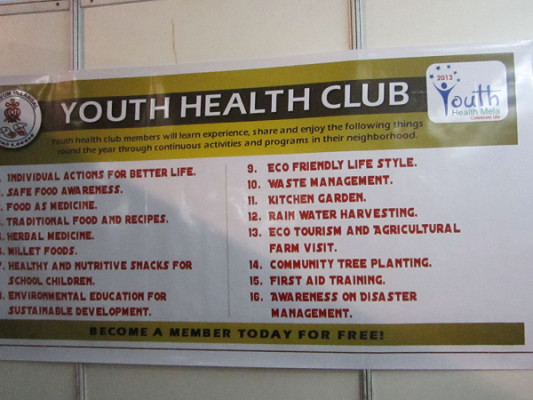 YOUTH HEALTH CLUB
2013
Youth
Health Mela
Youth health club members will learn experience, share and enjoy the following things
round the year through continuous activities and programs in their neighborhood.
INDIVIDUAL ACTIONS FOR BETTER LIFE.
SAFE FOOD AWARENESS.
FOOD AS MEDICINE.
TRADITIONAL FOOD AND RECIPES.
HERBAL MEDICINE.
MILLET FOODS.
HEALTHY AND NUTRITIVE SNACKS FOR
SCHOOL CHILDREN.
ENVIRONMENTAL EDUCATION FOR
SUSTAINABLE DEVELOPMENT.
9. ECO FRIENDLY LIFE STYLE.
10. WASTE MANAGEMENT.
11. KITCHEN GARDEN.
12. RAIN WATER HARVESTING.
13. ECO TOURISM AND AGRICULTURAL
FARM VISIT.
14. COMMUNITY TREE PLANTING.
15. FIRST AID TRAINING.
16. AWARENESS ON DISASTER
MANAGEMENT.
BECOME A MEMBER TODAY FOR FREE!